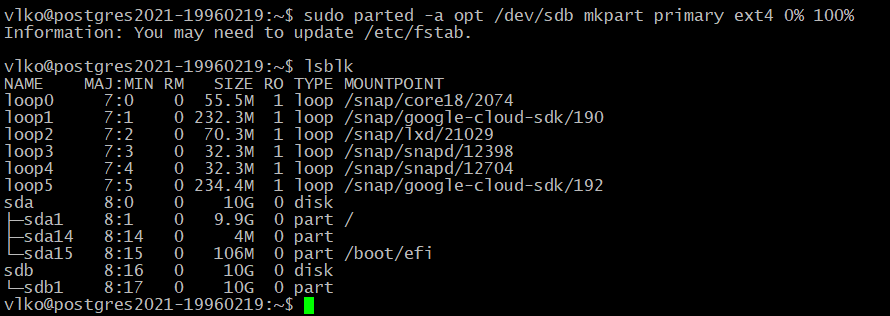 vlko@postgres2021-19960219:~$ sudo parted -a opt /dev/sdb mkpart primary ext4 0% 100%
Information: You may need to update /etc/fstab.

vlko@postgres2021-19960219:~$ lsblk
NAME    MAJ:MIN RM   SIZE RO TYPE MOUNTPOINT
loop0     7:0    0  55.5M  1 loop /snap/core18/2074
loop1     7:1    0 232.3M  1 loop /snap/google-cloud-sdk/190
loop2     7:2    0  70.3M  1 loop /snap/lxd/21029
loop3     7:3    0  32.3M  1 loop /snap/snapd/12398
loop4     7:4    0  32.3M  1 loop /snap/snapd/12704
loop5     7:5    0 234.4M  1 loop /snap/google-cloud-sdk/192
sda       8:0    0    10G  0 disk
├─sda1    8:1    0   9.9G  0 part /
├─sda14   8:14   0     4M  0 part
└─sda15   8:15   0   106M  0 part /boot/efi
sdb       8:16   0    10G  0 disk
└─sdb1    8:17   0    10G  0 part
vlko@postgres2021-19960219:~$